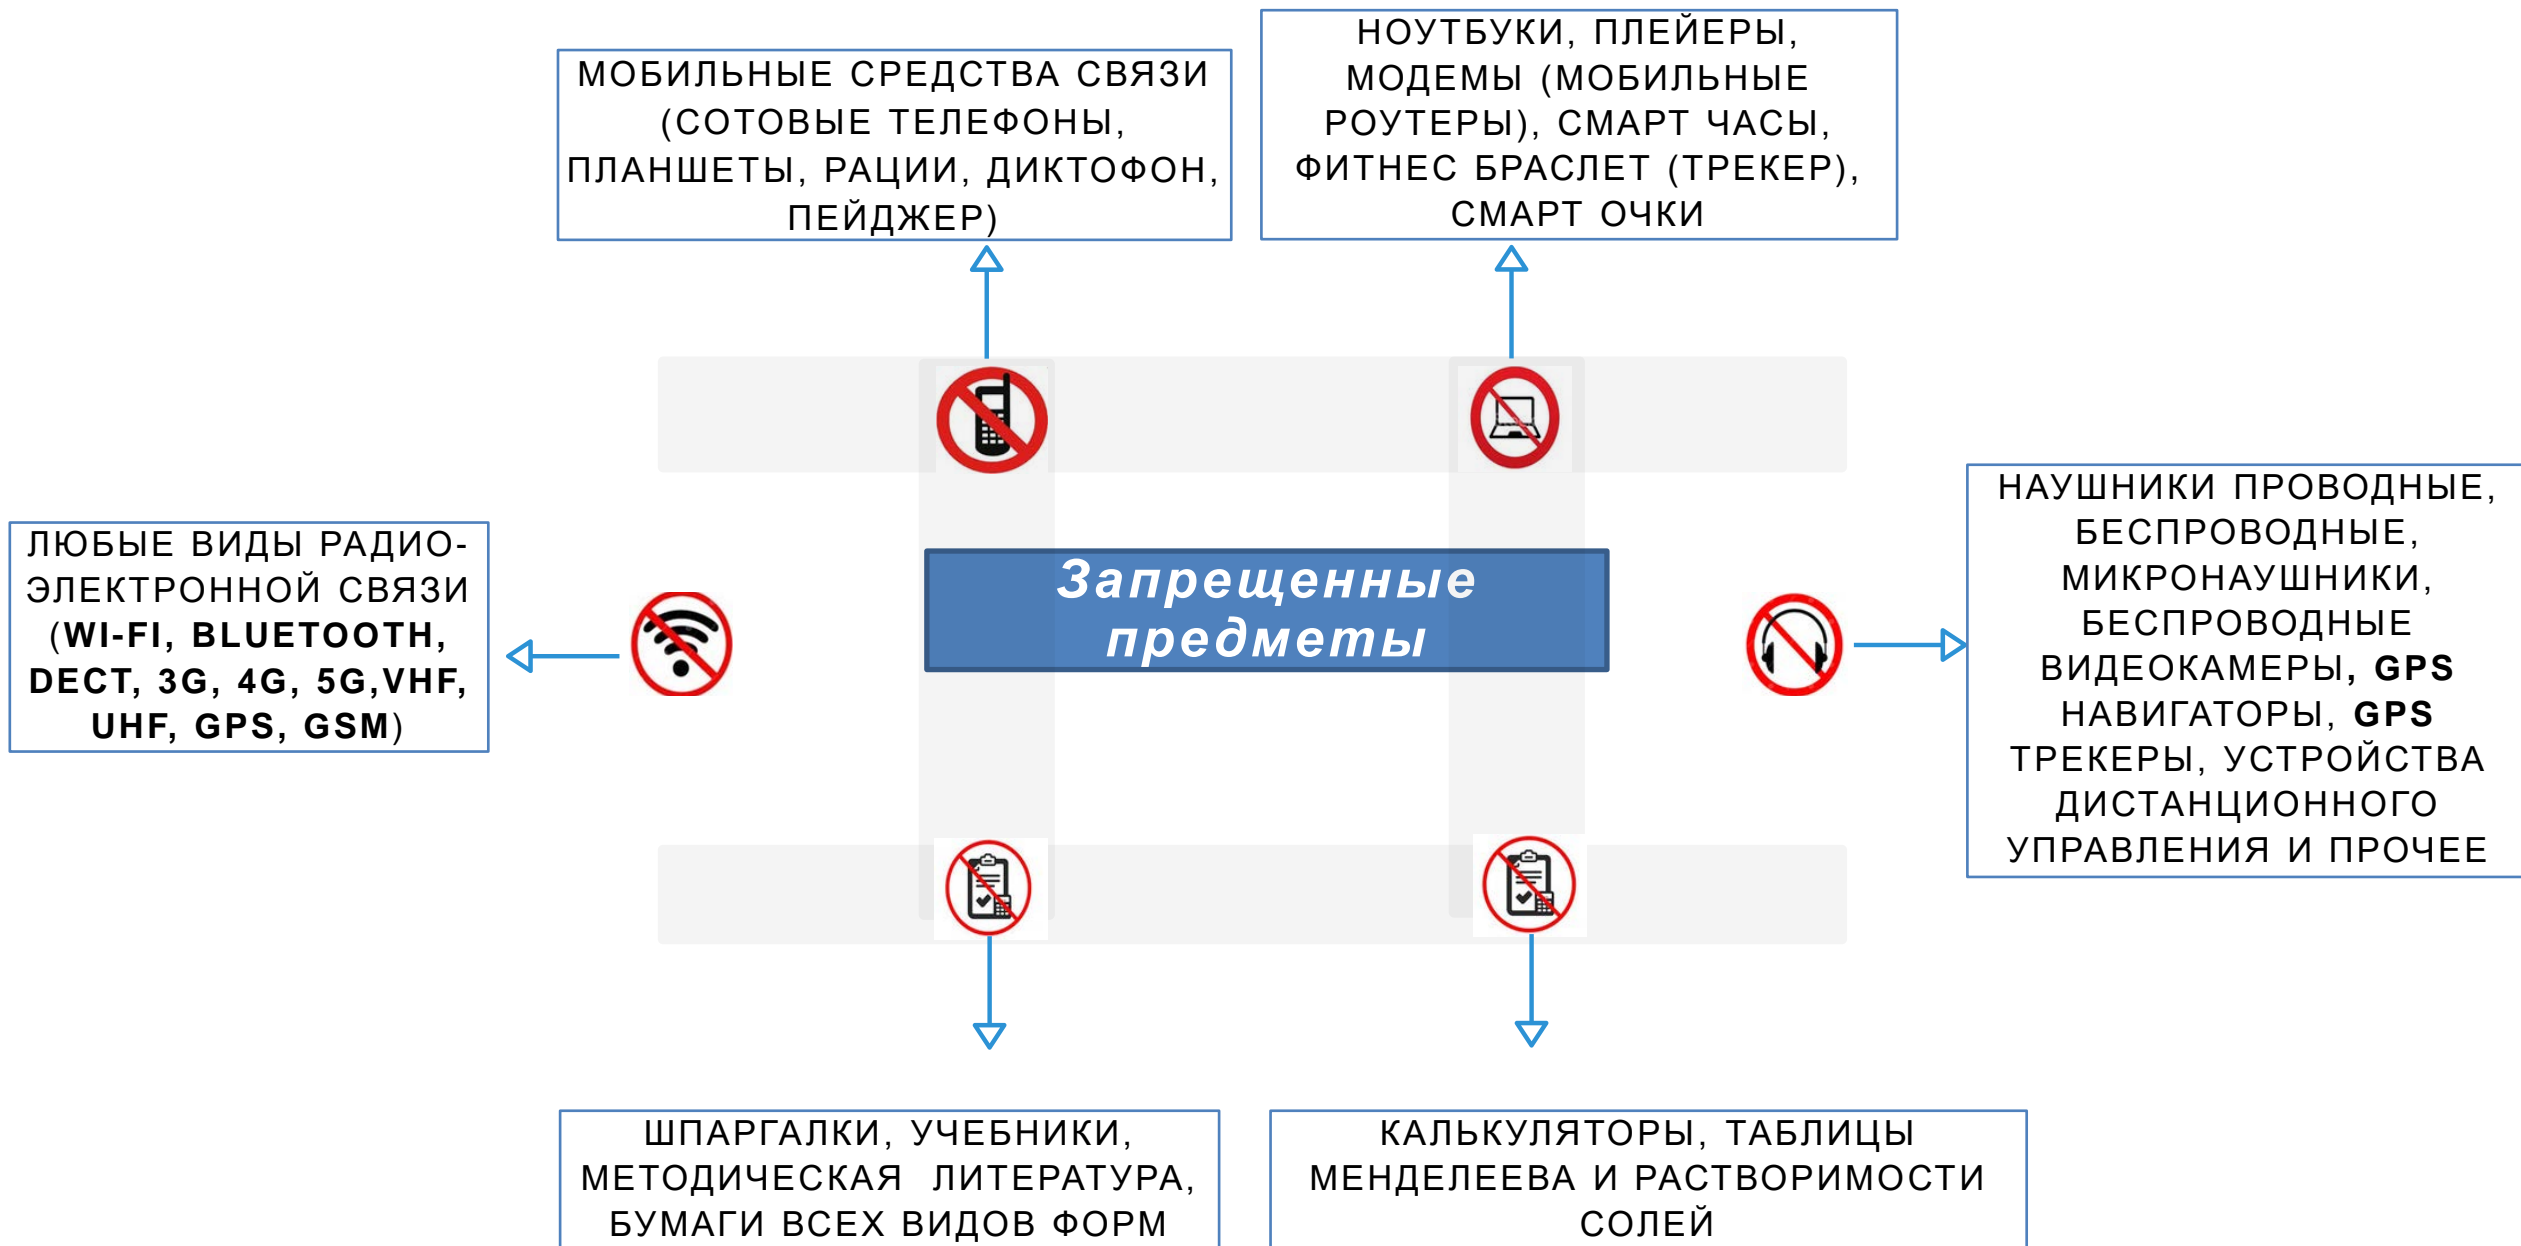 МОБИЛЬНЫЕ СРЕДСТВА СВЯЗИ
(СОТОВЫЕ ТЕЛЕФОНЫ,
ПЛАНШЕТЫ, РАЦИИ, ДИКТОФОН,
ПЕЙДЖЕР)
НОУТБУКИ, ПЛЕЙЕРЫ,
МОДЕМЫ (МОБИЛЬНЫЕ
РОУТЕРЫ), СМАРТ ЧАСЫ,
ФИТНЕС БРАСЛЕТ (ТРЕКЕР),
СМАРТ ОЧКИ
ЛЮБЫЕ ВИДЫ РАДИО-
ЭЛЕКТРОННОЙ СВЯЗИ
(WI-FI, BLUETOOTH,
DECT, 3G, 4G, 5G,VHF,
UHF, GPS, GSM)
Запрещенные
предметы
НАУШНИКИ ПРОВОДНЫЕ,
БЕСПРОВОДНЫЕ,
МИКРОНАУШНИКИ,
БЕСПРОВОДНЫЕ
ВИДЕОКАМЕРЫ, GPS
НАВИГАТОРЫ, GPS
ТРЕКЕРЫ, УСТРОЙСТВА
ДИСТАНЦИОННОГО
УПРАВЛЕНИЯ И ПРОЧЕЕ
ШПАРГАЛКИ, УЧЕБНИКИ,
МЕТОДИЧЕСКАЯ  ЛИТЕРАТУРА,
БУМАГИ ВСЕХ ВИДОВ ФОРМ
КАЛЬКУЛЯТОРЫ, ТАБЛИЦЫ
МЕНДЕЛЕЕВА И РАСТВОРИМОСТИ
СОЛЕЙ